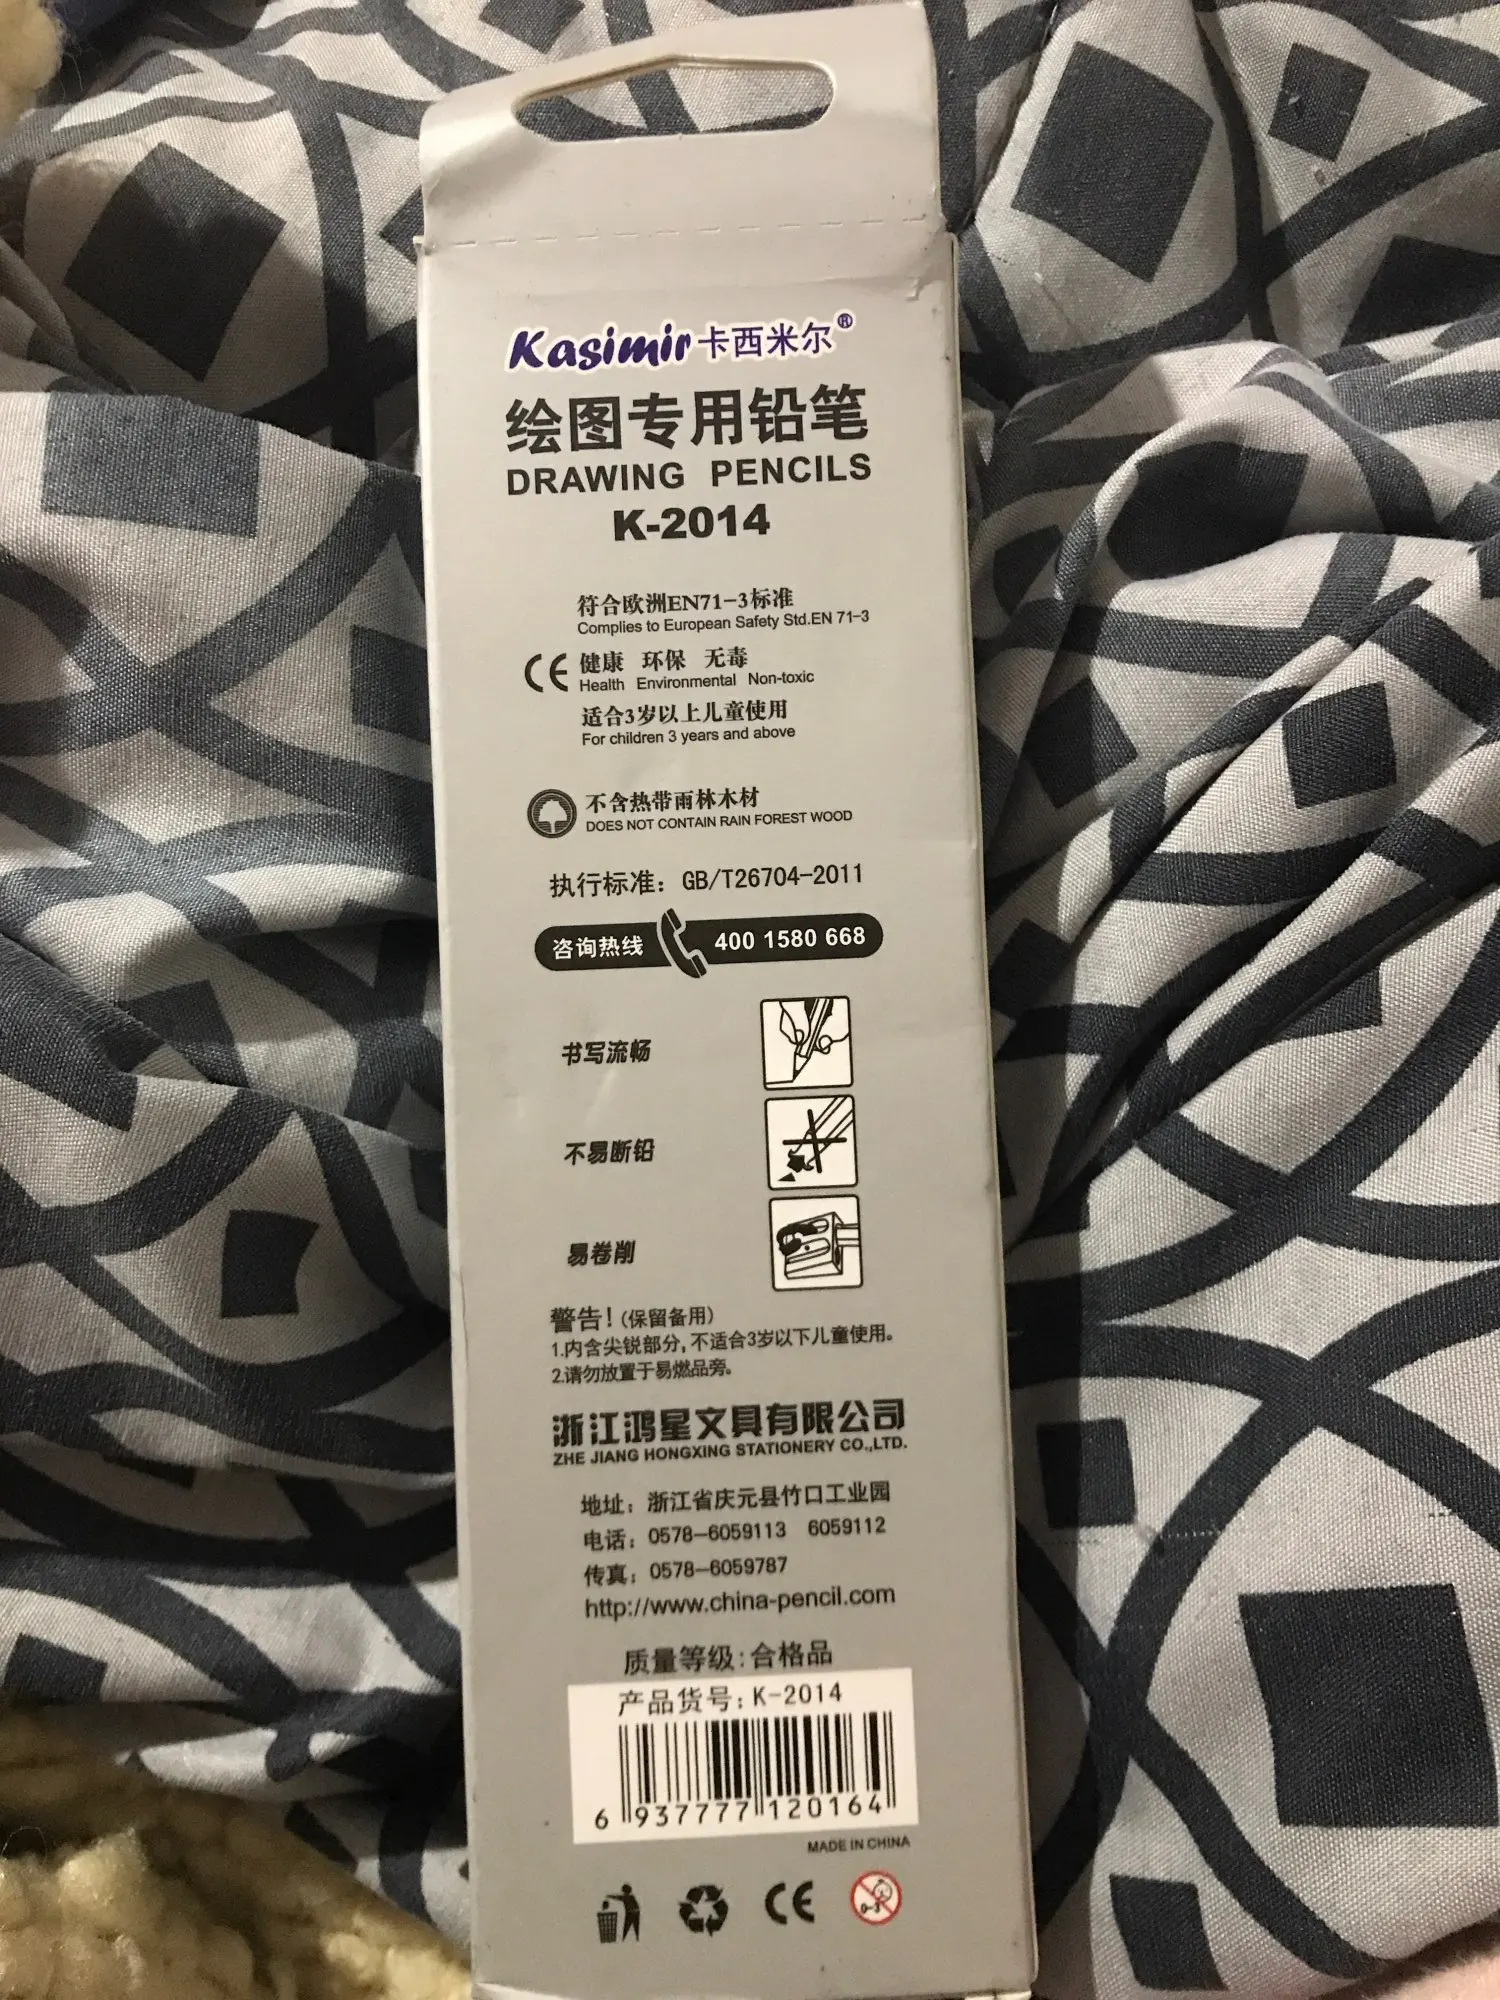 Kasimir卡西米尔®
绘图专用铅笔
DRAWING PENCILS
K-2014
符合欧洲EN71-3标准
Complies to European Safety Std.EN 71-3
CE 健康 环保 无毒
Health Environmental Non-toxic
适合3岁以上儿童使用
For children 3 years and above
不含热带雨林木材
DOES NOT CONTAIN RAIN FOREST WOOD
执行标准：GB/T26704-2011
咨询热线 400 1580 668
书写流畅
不易断铅
易卷削
警告！(保留备用)
1.内含尖锐部分,不适合3岁以下儿童使用。
2.请勿放置于易燃品旁。
浙江鸿星文具有限公司
ZHE JIANG HONGXING STATIONERY CO.,LTD.
地址：浙江省庆元县竹口工业园
电话：0578-6059113 6059112
传真：0578-6059787
http://www.china-pencil.com
质量等级：合格品
产品货号：K-2014
6 937777 120164
MADE IN CHINA
CE 0-3